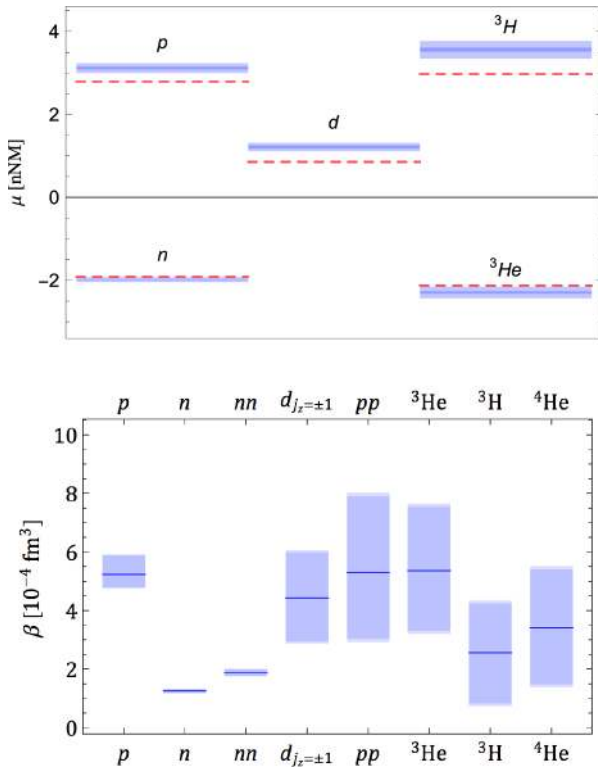 4
p
³H
2
d
μ [nNM]
0
n
³He
−2
p n nn d_{j_z=±1} pp ³He ³H ⁴He
10
8
6
β [10⁻⁴ fm³]
4
2
0
p n nn d_{j_z=±1} pp ³He ³H ⁴He